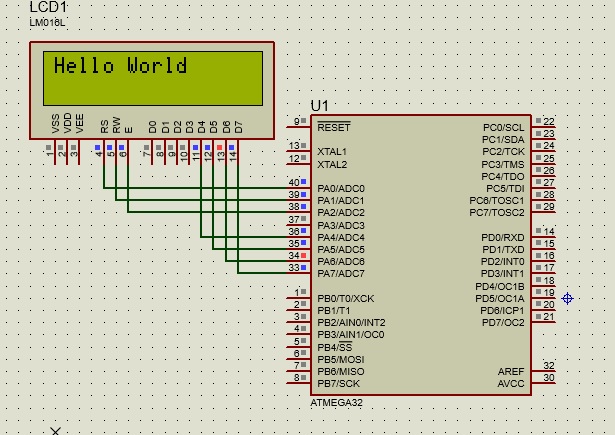 LCD1
LM016L
Hello World
VSS VDD VEE RS RW E D0 D1 D2 D3 D4 D5 D6 D7
1 2 3 4 5 6 7 8 9 10 11 12 13 14
U1
9 RESET
13 XTAL1
12 XTAL2
40 PA0/ADC0
39 PA1/ADC1
38 PA2/ADC2
37 PA3/ADC3
36 PA4/ADC4
35 PA5/ADC5
34 PA6/ADC6
33 PA7/ADC7
1 PB0/T0/XCK
2 PB1/T1
3 PB2/AIN0/INT2
4 PB3/AIN1/OC0
5 PB4/SS
6 PB5/MOSI
7 PB6/MISO
8 PB7/SCK
PC0/SCL 22
PC1/SDA 23
PC2/TCK 24
PC3/TMS 25
PC4/TDO 26
PC5/TDI 27
PC6/TOSC1 28
PC7/TOSC2 29
PD0/RXD 14
PD1/TXD 15
PD2/INT0 16
PD3/INT1 17
PD4/OC1B 18
PD5/OC1A 19
PD6/ICP1 20
PD7/OC2 21
AREF 32
AVCC 30
ATMEGA32